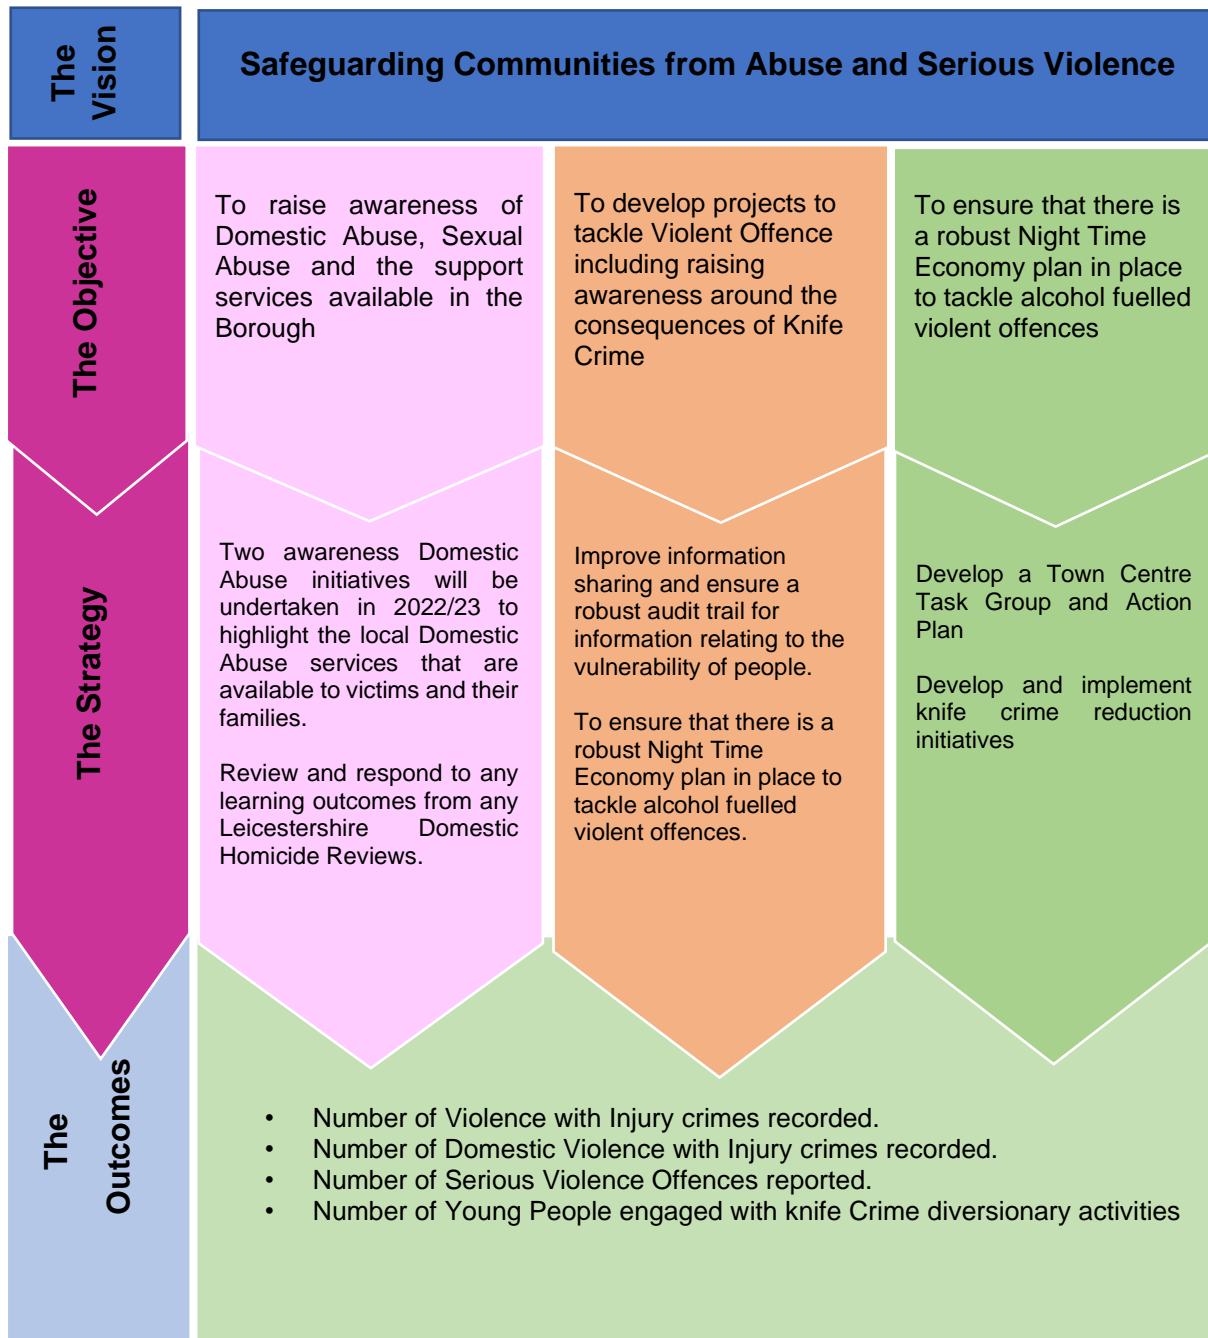 The
Vision
Safeguarding Communities from Abuse and Serious Violence
The Objective
To raise awareness of
Domestic Abuse, Sexual
Abuse and the support
services available in the
Borough
To develop projects to
tackle Violent Offence
including raising
awareness around the
consequences of Knife
Crime
To ensure that there is
a robust Night Time
Economy plan in place
to tackle alcohol fuelled
violent offences
The Strategy
Two awareness Domestic
Abuse initiatives will be
undertaken in 2022/23 to
highlight the local Domestic
Abuse services that are
available to victims and their
families.
Review and respond to any
learning outcomes from any
Leicestershire Domestic
Homicide Reviews.
Improve information
sharing and ensure a
robust audit trail for
information relating to the
vulnerability of people.
To ensure that there is a
robust Night Time
Economy plan in place to
tackle alcohol fuelled
violent offences.
Develop a Town Centre
Task Group and Action
Plan
Develop and implement
knife crime reduction
initiatives
The
Outcomes
• Number of Violence with Injury crimes recorded.
• Number of Domestic Violence with Injury crimes recorded.
• Number of Serious Violence Offences reported.
• Number of Young People engaged with knife Crime diversionary activities